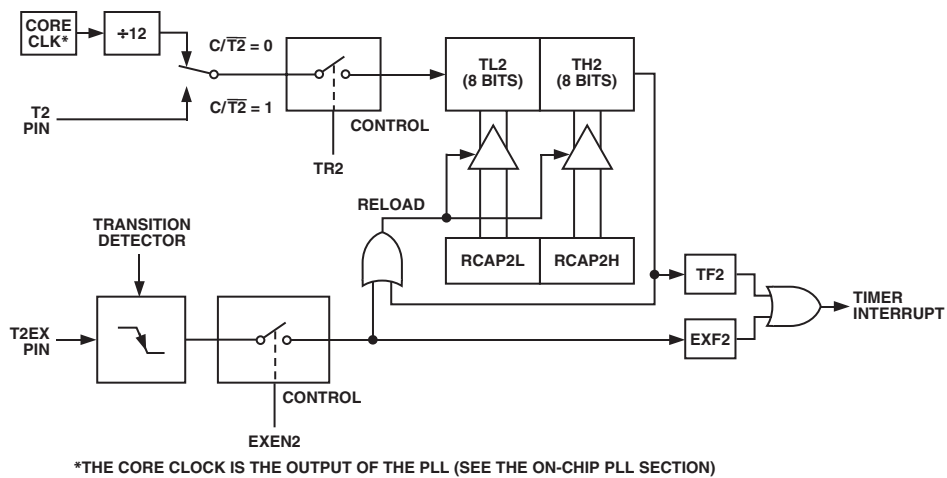 CORE
CLK*
÷12
C/T2̅ = 0
C/T2̅ = 1
T2
PIN
CONTROL
TR2
TL2
(8 BITS)
TH2
(8 BITS)
RELOAD
TRANSITION
DETECTOR
RCAP2L
RCAP2H
TF2
TIMER
INTERRUPT
T2EX
PIN
EXF2
CONTROL
EXEN2
*THE CORE CLOCK IS THE OUTPUT OF THE PLL (SEE THE ON-CHIP PLL SECTION)